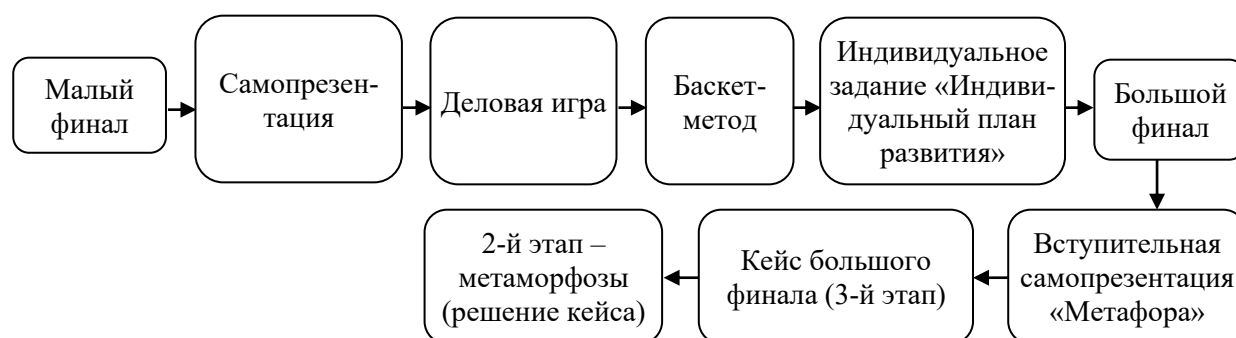 Малый
финал
Самопрезен-
тация
Деловая игра
Баскет-
метод
Индивидуальное
задание «Индиви-
дуальный план
развития»
Большой
финал
Вступительная
самопрезентация
«Метафора»
Кейс большого
финала (3-й этап)
2-й этап –
метаморфозы
(решение кейса)